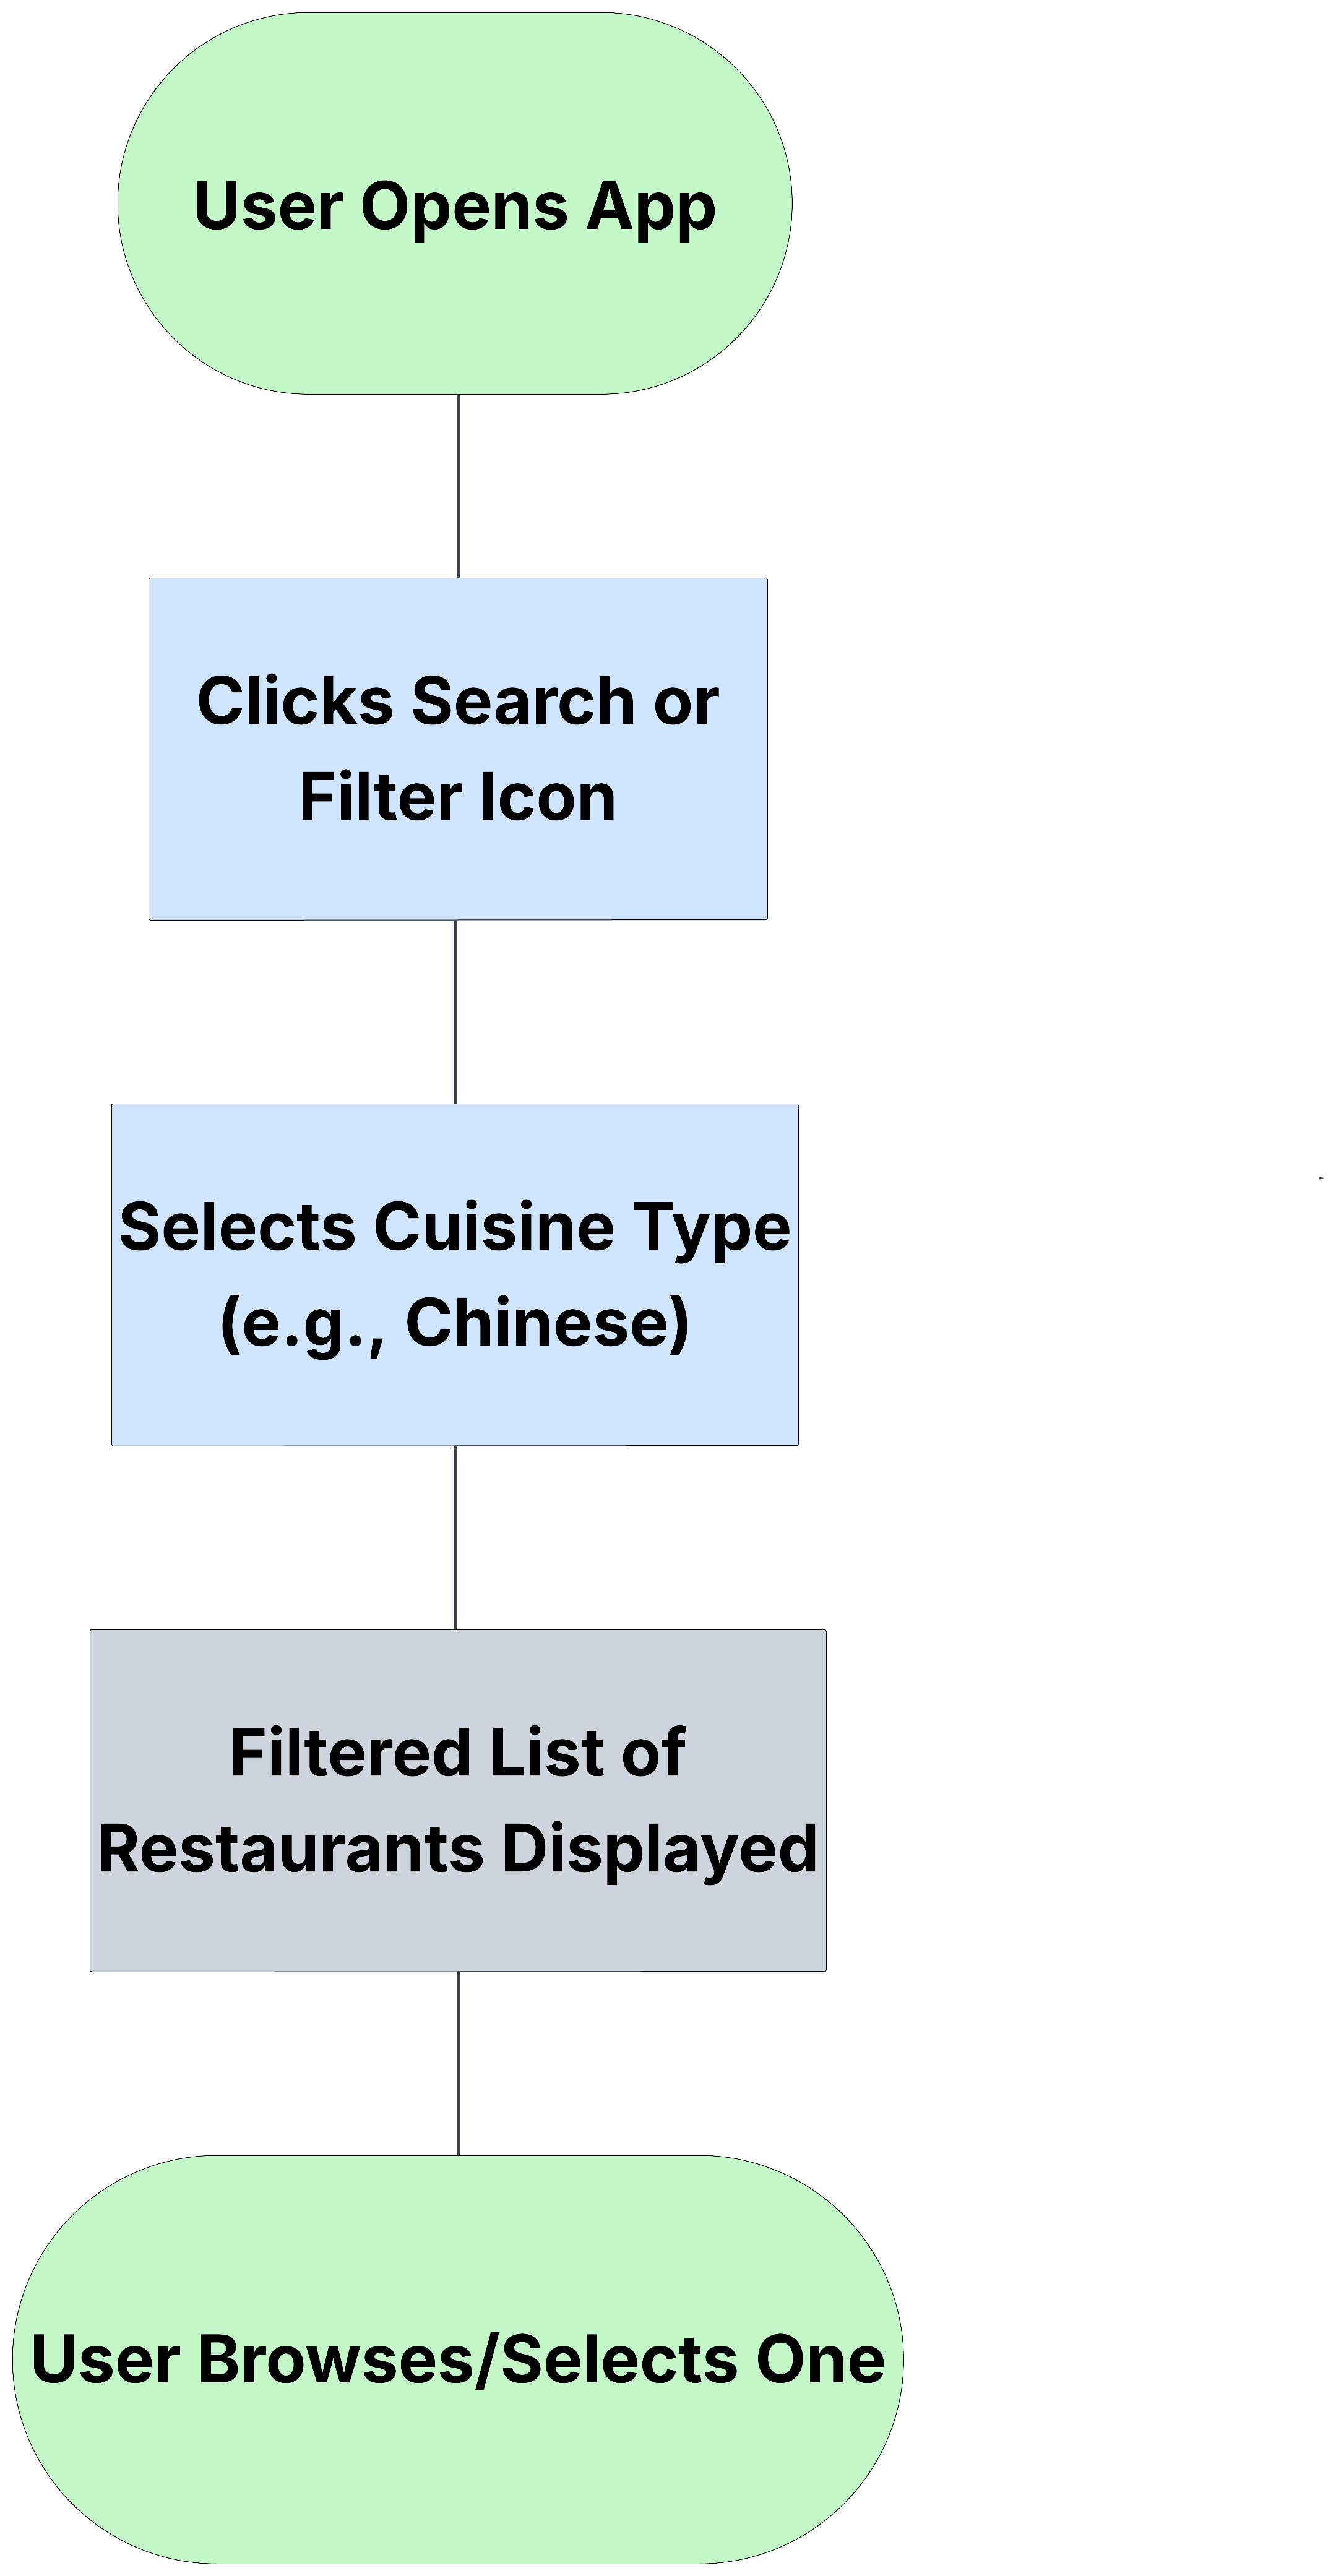 User Opens App
Clicks Search or
Filter Icon
Selects Cuisine Type
(e.g., Chinese)
Filtered List of
Restaurants Displayed
User Browses/Selects One